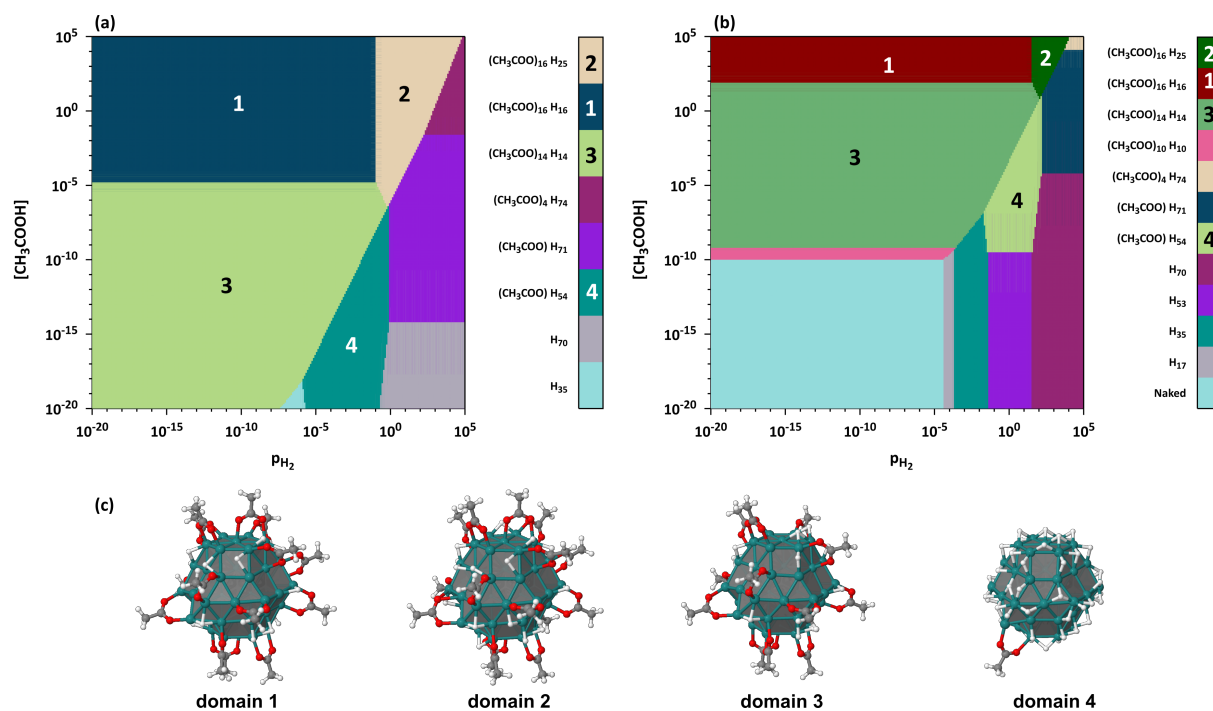 (a)
10^5
10^0
10^-5
10^-10
10^-15
10^-20
[CH3COOH]
1
2
3
4
10^-20
10^-15
10^-10
10^-5
10^0
10^5
pH2
(CH3COO)16 H25 2
(CH3COO)16 H16 1
(CH3COO)14 H14 3
(CH3COO)4 H74
(CH3COO) H71
(CH3COO) H54 4
H70
H35
(b)
10^5
10^0
10^-5
10^-10
10^-15
10^-20
[CH3COOH]
1
2
3
4
10^-20
10^-15
10^-10
10^-5
10^0
10^5
pH2
(CH3COO)16 H25 2
(CH3COO)16 H16 1
(CH3COO)14 H14 3
(CH3COO)10 H10
(CH3COO)4 H74
(CH3COO) H71
(CH3COO) H54 4
H70
H53
H35
H17
Naked
(c)
domain 1
domain 2
domain 3
domain 4